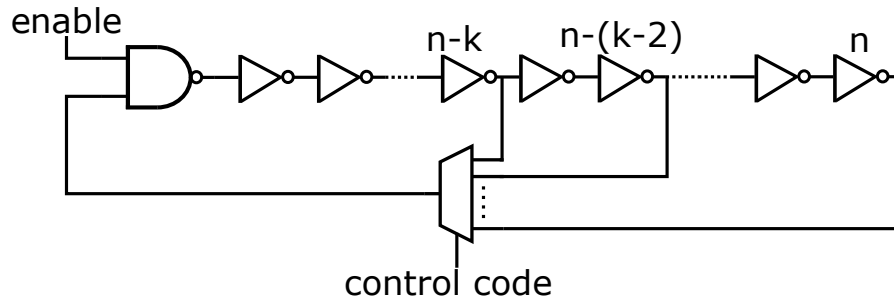 enable
n-k
n-(k-2)
n
control code